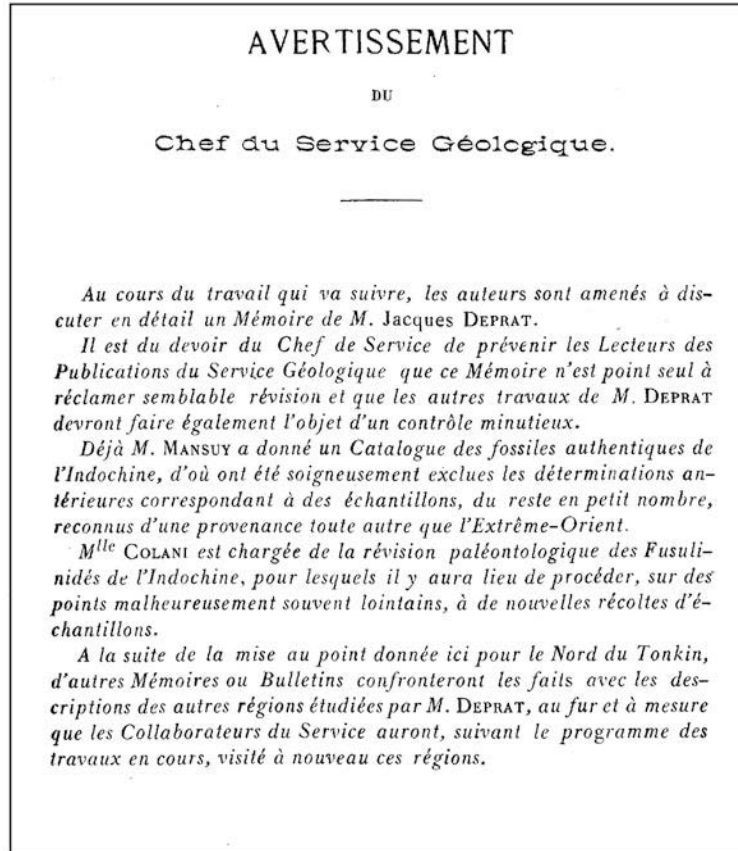 AVERTISSEMENT
DU
Chef du Service Géologique.
Au cours du travail qui va suivre, les auteurs sont amenés à dis-
cuter en détail un Mémoire de M. Jacques DEPRAT.
Il est du devoir du Chef de Service de prévenir les Lecteurs des
Publications du Service Géologique que ce Mémoire n'est point seul à
réclamer semblable révision et que les autres travaux de M. DEPRAT
devront faire également l'objet d'un contrôle minutieux.
Déjà M. MANSUY a donné un Catalogue des fossiles authentiques de
l'Indochine, d'où ont été soigneusement exclues les déterminations an-
térieures correspondant à des échantillons, du reste en petit nombre,
reconnus d'une provenance toute autre que l'Extrême-Orient.
Mlle COLANI est chargée de la révision paléontologique des Fusuli-
nidés de l'Indochine, pour lesquels il y aura lieu de procéder, sur des
points malheureusement souvent lointains, à de nouvelles récoltes d'é-
chantillons.
A la suite de la mise au point donnée ici pour le Nord du Tonkin,
d'autres Mémoires ou Bulletins confronteront les faits avec les des-
criptions des autres régions étudiées par M. DEPRAT, au fur et à mesure
que les Collaborateurs du Service auront, suivant le programme des
travaux en cours, visité à nouveau ces régions.